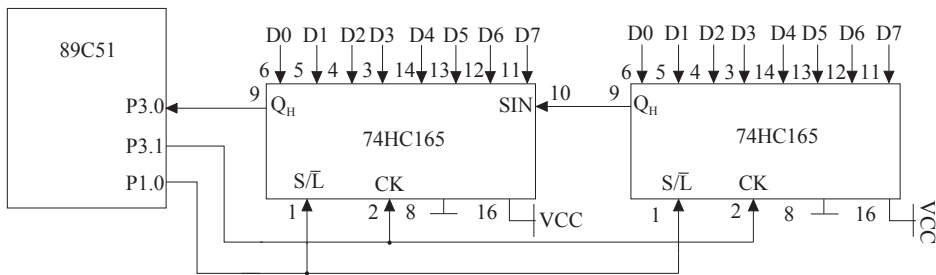 D0 D1 D2 D3 D4 D5 D6 D7
D0 D1 D2 D3 D4 D5 D6 D7
89C51
6 5 4 3 14 13 12 11
6 5 4 3 14 13 12 11
P3.0
9
Q_H
SIN
10
9
Q_H
P3.1
74HC165
74HC165
P1.0
S/L̅
CK
S/L̅
CK
1
2
8
16
VCC
1
2
8
16
VCC